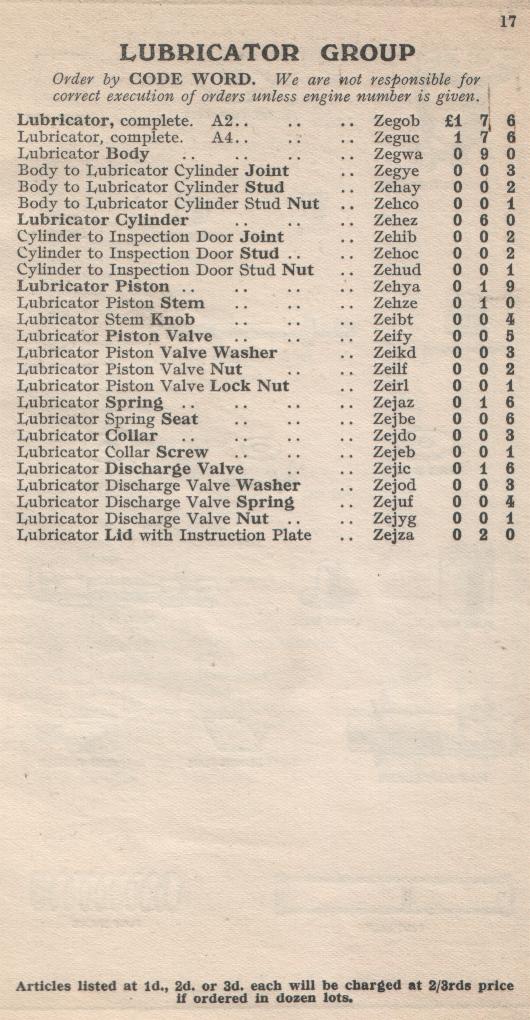 17
LUBRICATOR GROUP
Order by CODE WORD. We are not responsible for
correct execution of orders unless engine number is given.
Lubricator, complete. A2.. .. .. Zegob £1 7 6
Lubricator, complete. A4.. .. .. Zeguc 1 7 6
Lubricator Body .. .. .. .. Zegwa 0 9 0
Body to Lubricator Cylinder Joint .. Zegye 0 0 3
Body to Lubricator Cylinder Stud .. Zehay 0 0 2
Body to Lubricator Cylinder Stud Nut .. Zehco 0 0 1
Lubricator Cylinder .. .. .. Zehez 0 6 0
Cylinder to Inspection Door Joint .. Zehib 0 0 2
Cylinder to Inspection Door Stud .. .. Zehoc 0 0 2
Cylinder to Inspection Door Stud Nut .. Zehud 0 0 1
Lubricator Piston .. .. .. .. Zehya 0 1 9
Lubricator Piston Stem .. .. .. Zehze 0 1 0
Lubricator Stem Knob .. .. .. Zeibt 0 0 4
Lubricator Piston Valve .. .. .. Zeify 0 0 5
Lubricator Piston Valve Washer .. .. Zeikd 0 0 3
Lubricator Piston Valve Nut .. .. .. Zeilf 0 0 2
Lubricator Piston Valve Lock Nut .. Zeirl 0 0 1
Lubricator Spring .. .. .. .. Zejaz 0 1 6
Lubricator Spring Seat .. .. .. Zejbe 0 0 6
Lubricator Collar .. .. .. .. Zejdo 0 0 3
Lubricator Collar Screw .. .. .. Zejeb 0 0 1
Lubricator Discharge Valve .. .. Zejic 0 1 6
Lubricator Discharge Valve Washer .. Zejod 0 0 3
Lubricator Discharge Valve Spring .. Zejuf 0 0 4
Lubricator Discharge Valve Nut .. .. Zejyg 0 0 1
Lubricator Lid with Instruction Plate .. Zejza 0 2 0
Articles listed at 1d., 2d. or 3d. each will be charged at 2/3rds price
if ordered in dozen lots.